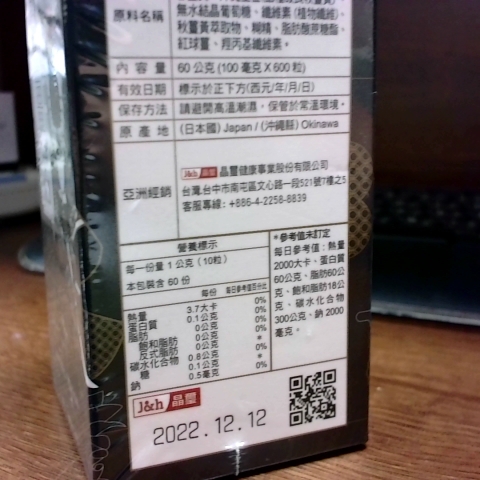 原料名稱
無水結晶葡萄糖、纖維素(植物纖維)、
秋薑黃萃取物、糊精、脂肪酸蔗糖酯、
紅球薑、羥丙基纖維素。
內容量 60 公克 (100 毫克 X 600 粒)
有效日期 標示於正下方(西元/年/月/日)
保存方法 請避開高溫潮濕,保管於常溫環境。
原產地 (日本國) Japan / (沖繩縣) Okinawa
亞洲經銷
J&h 晶璽 晶璽健康事業股份有限公司
台灣.台中市南屯區文心路一段521號7樓之5
客服專線:+886-4-2258-8839
營養標示
每一份量 1 公克 (10粒)
本包裝含 60 份
每份 每日參考值百分比
熱量 3.7大卡 0%
蛋白質 0.1公克 0%
脂肪 0公克 0%
飽和脂肪 0公克 0%
反式脂肪 0公克 *
碳水化合物 0.8公克 0%
糖 0.1公克 *
鈉 0.5毫克 0%
*參考值未訂定
每日參考值:熱量
2000大卡、蛋白質
60公克、脂肪60公
克、飽和脂肪18公
克、碳水化合物
300公克、鈉 2000
毫克。
J&h 晶璽
2022.12.12